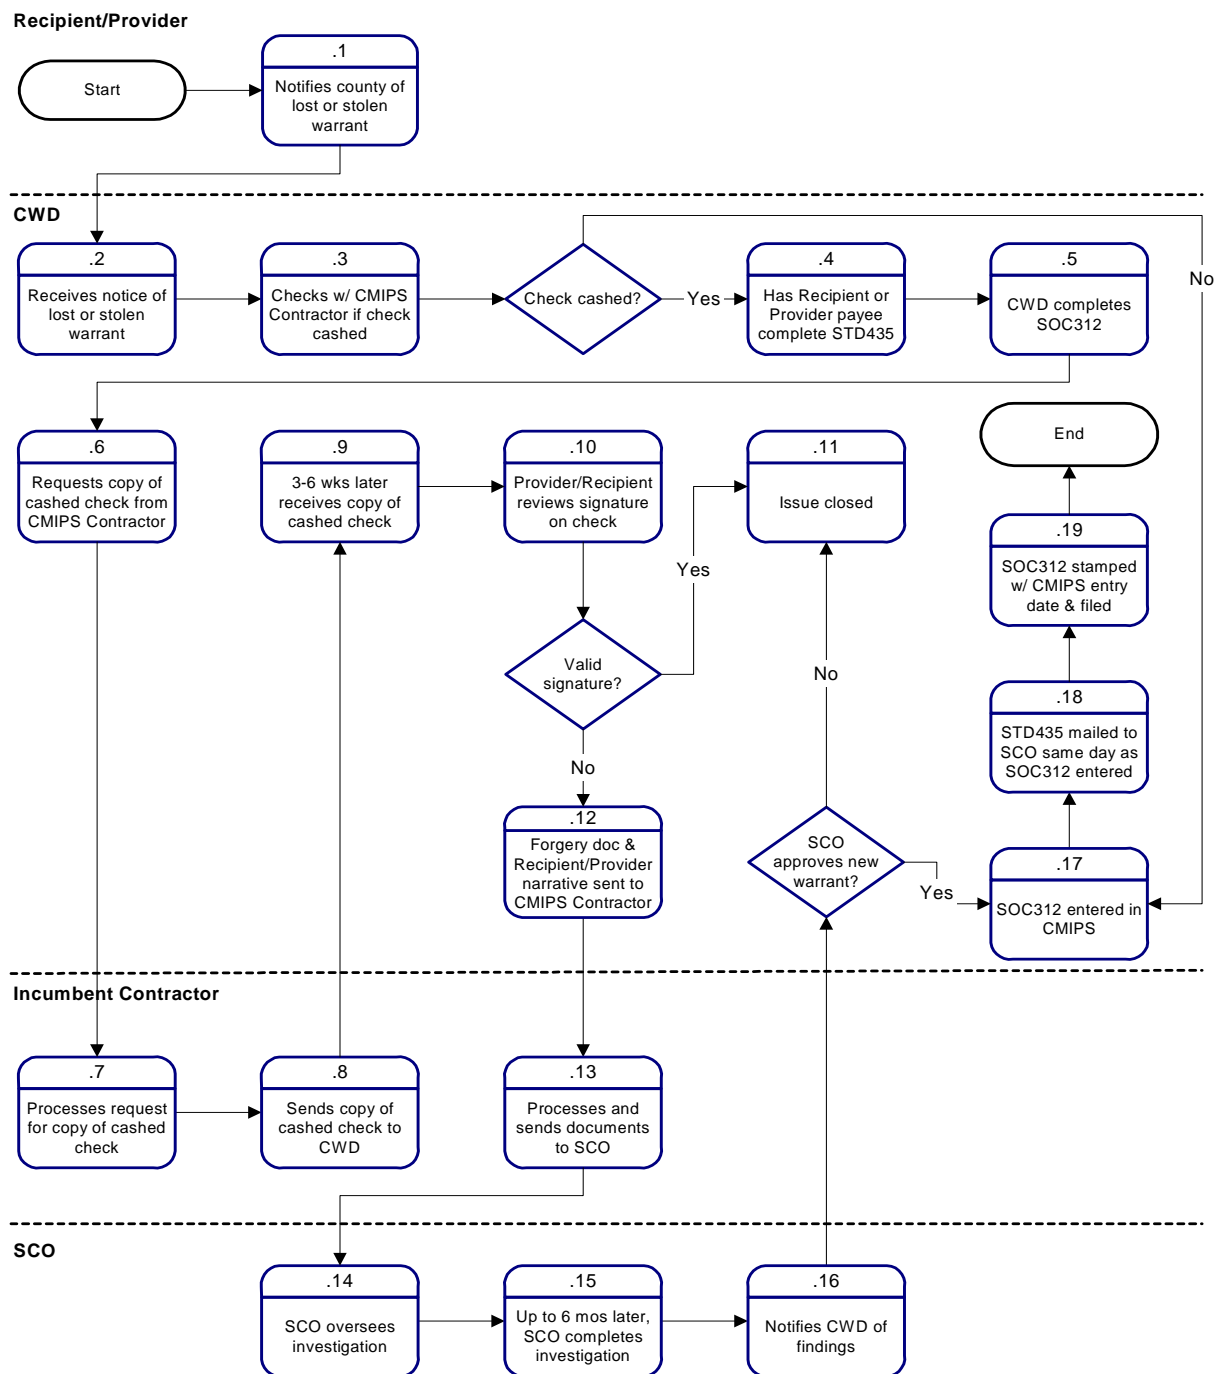 Recipient/Provider
.1
Start
Notifies county of
lost or stolen
warrant
CWD
.2
Receives notice of
lost or stolen
warrant
.3
Checks w/ CMIPS
Contractor if check
cashed
Check cashed?
Yes
.4
Has Recipient or
Provider payee
complete STD435
.5
CWD completes
SOC312
No
.6
Requests copy of
cashed check from
CMIPS Contractor
.9
3-6 wks later
receives copy of
cashed check
.10
Provider/Recipient
reviews signature
on check
.11
Issue closed
End
Yes
.19
SOC312 stamped
w/ CMIPS entry
date & filed
Valid
signature?
No
No
.18
STD435 mailed to
SCO same day as
SOC312 entered
.12
Forgery doc &
Recipient/Provider
narrative sent to
CMIPS Contractor
SCO
approves new
warrant?
Yes
.17
SOC312 entered in
CMIPS
Incumbent Contractor
.7
Processes request
for copy of cashed
check
.8
Sends copy of
cashed check to
CWD
.13
Processes and
sends documents
to SCO
SCO
.14
SCO oversees
investigation
.15
Up to 6 mos later,
SCO completes
investigation
.16
Notifies CWD of
findings